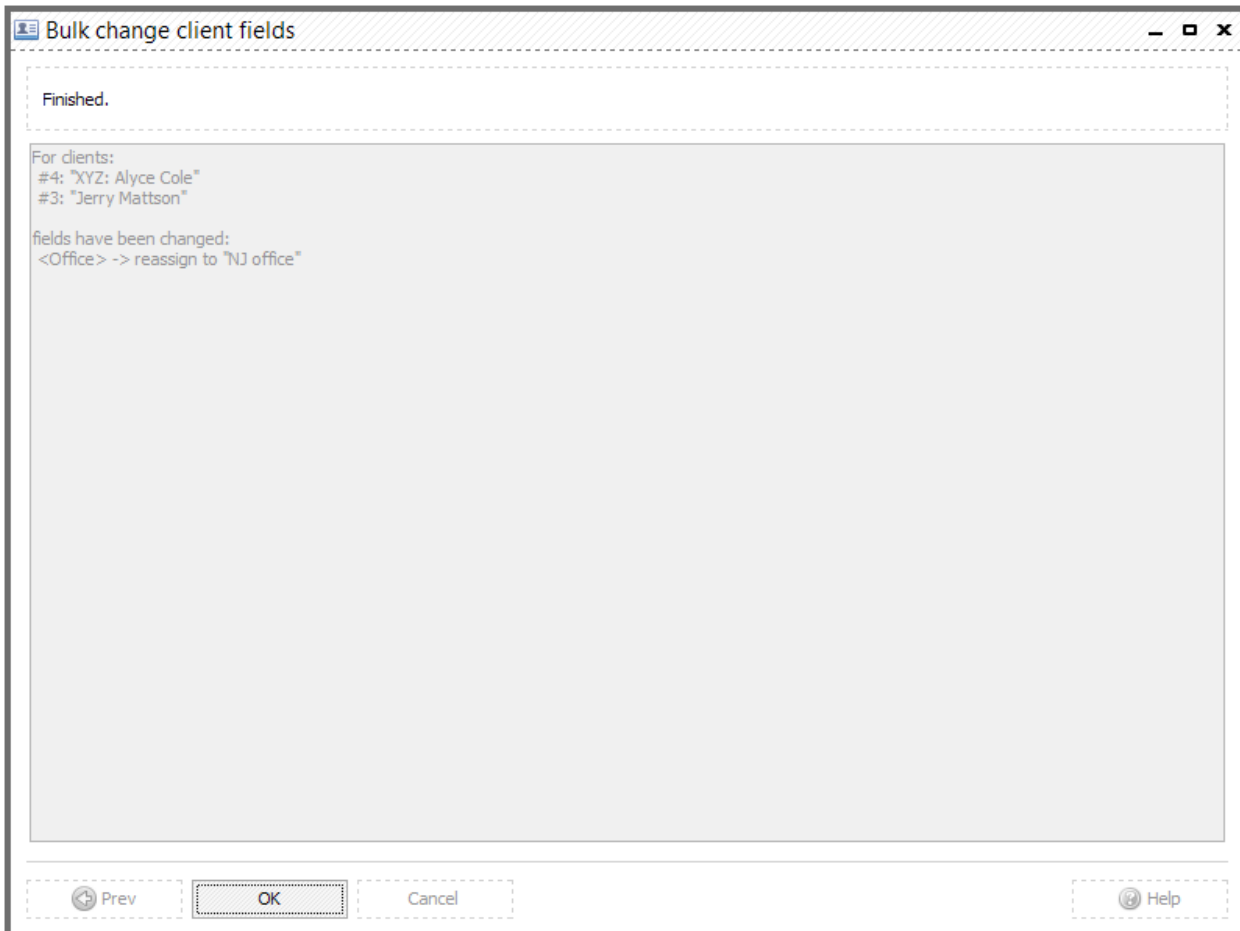 Bulk change client fields
Finished.
For clients:
#4: "XYZ: Alyce Cole"
#3: "Jerry Mattson"
fields have been changed:
<Office> -> reassign to "NJ office"
Prev
OK
Cancel
Help